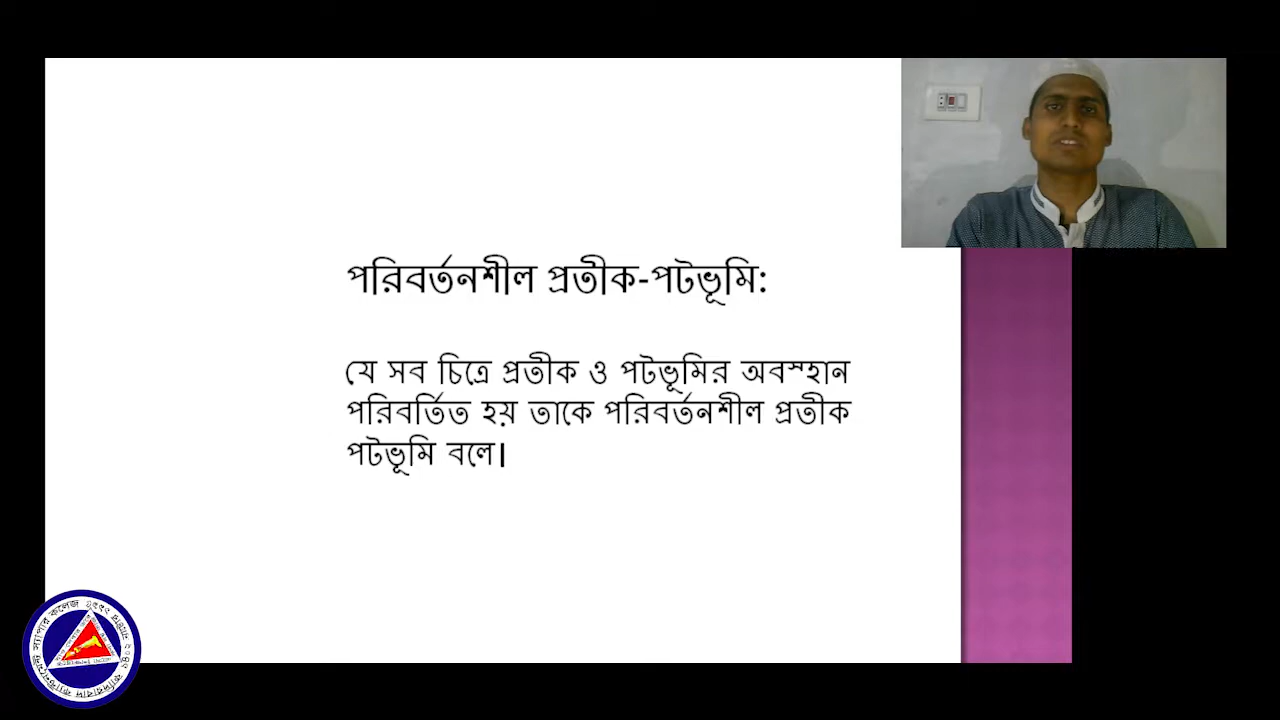 পরিবর্তনশীল প্রতীক-পটভূমি:
যে সব চিত্রে প্রতীক ও পটভূমির অবস্হান
পরিবর্তিত হয় তাকে পরিবর্তনশীল প্রতীক
পটভূমি বলে।